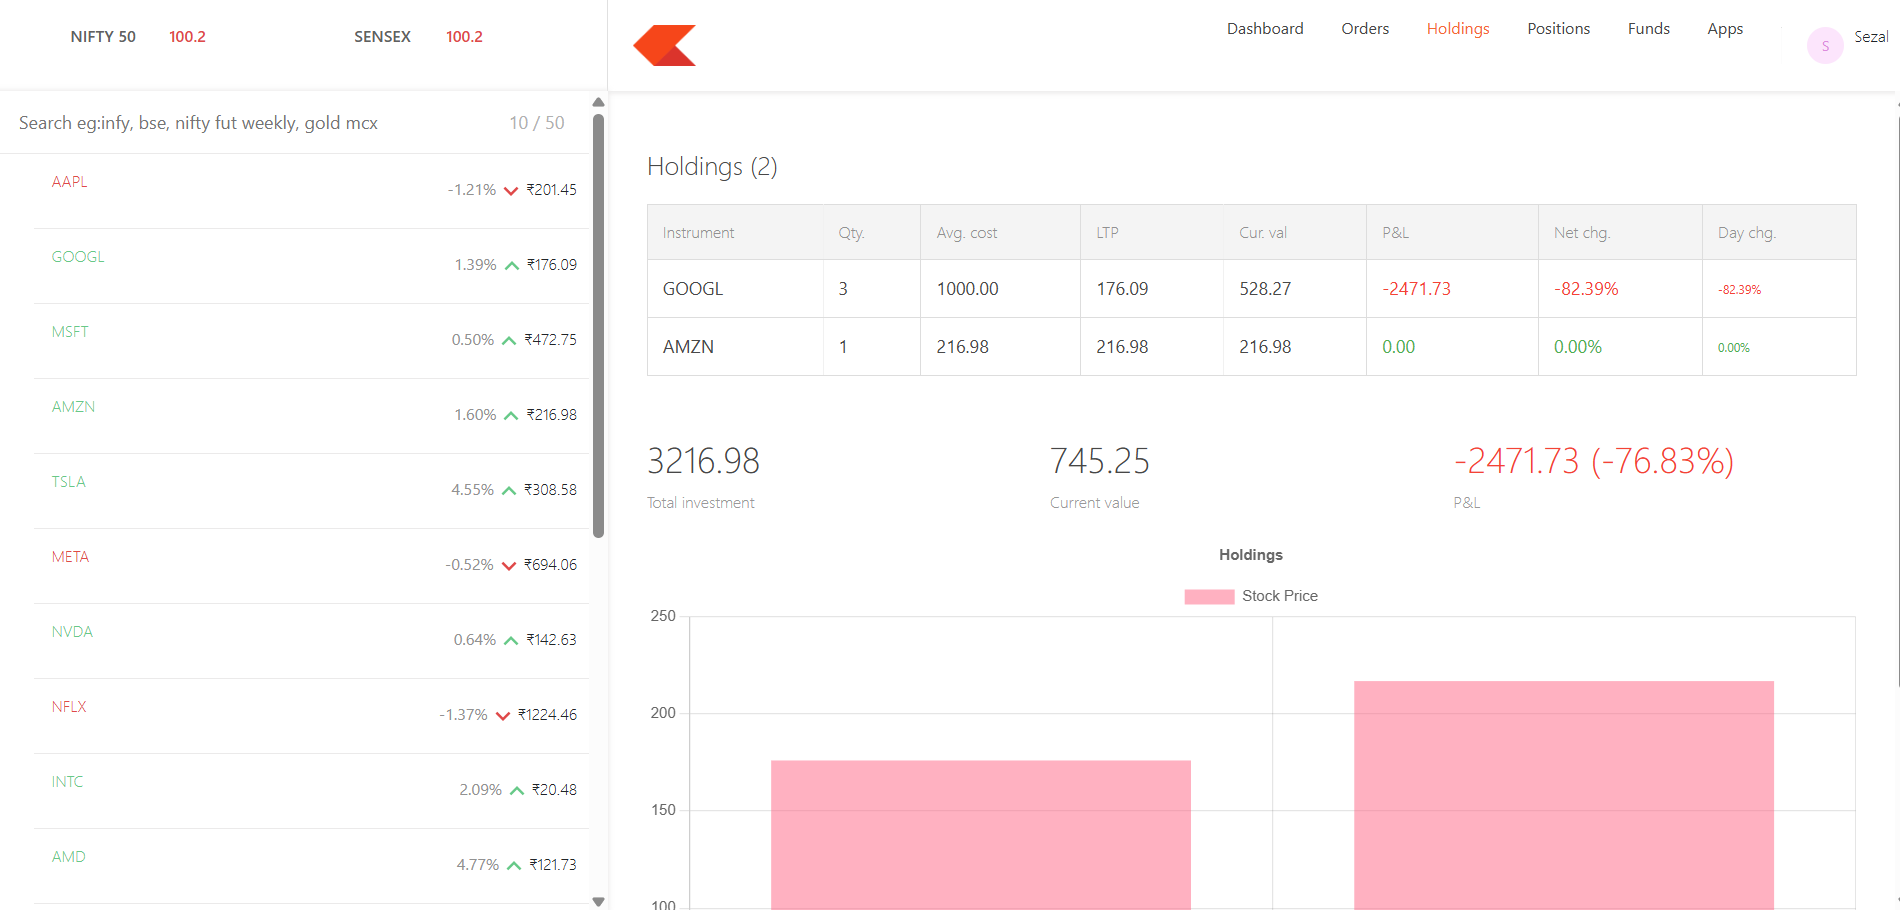 NIFTY 50 100.2 SENSEX 100.2
Dashboard Orders Holdings Positions Funds Apps
S Sezal
Search eg:infy, bse, nifty fut weekly, gold mcx 10 / 50
AAPL -1.21% ₹201.45
GOOGL 1.39% ₹176.09
MSFT 0.50% ₹472.75
AMZN 1.60% ₹216.98
TSLA 4.55% ₹308.58
META -0.52% ₹694.06
NVDA 0.64% ₹142.63
NFLX -1.37% ₹1224.46
INTC 2.09% ₹20.48
AMD 4.77% ₹121.73
Holdings (2)
Instrument Qty. Avg. cost LTP Cur. val P&L Net chg. Day chg.
GOOGL 3 1000.00 176.09 528.27 -2471.73 -82.39% -82.39%
AMZN 1 216.98 216.98 216.98 0.00 0.00% 0.00%
3216.98 745.25 -2471.73 (-76.83%)
Total investment Current value P&L
Holdings
Stock Price
250
200
150
100